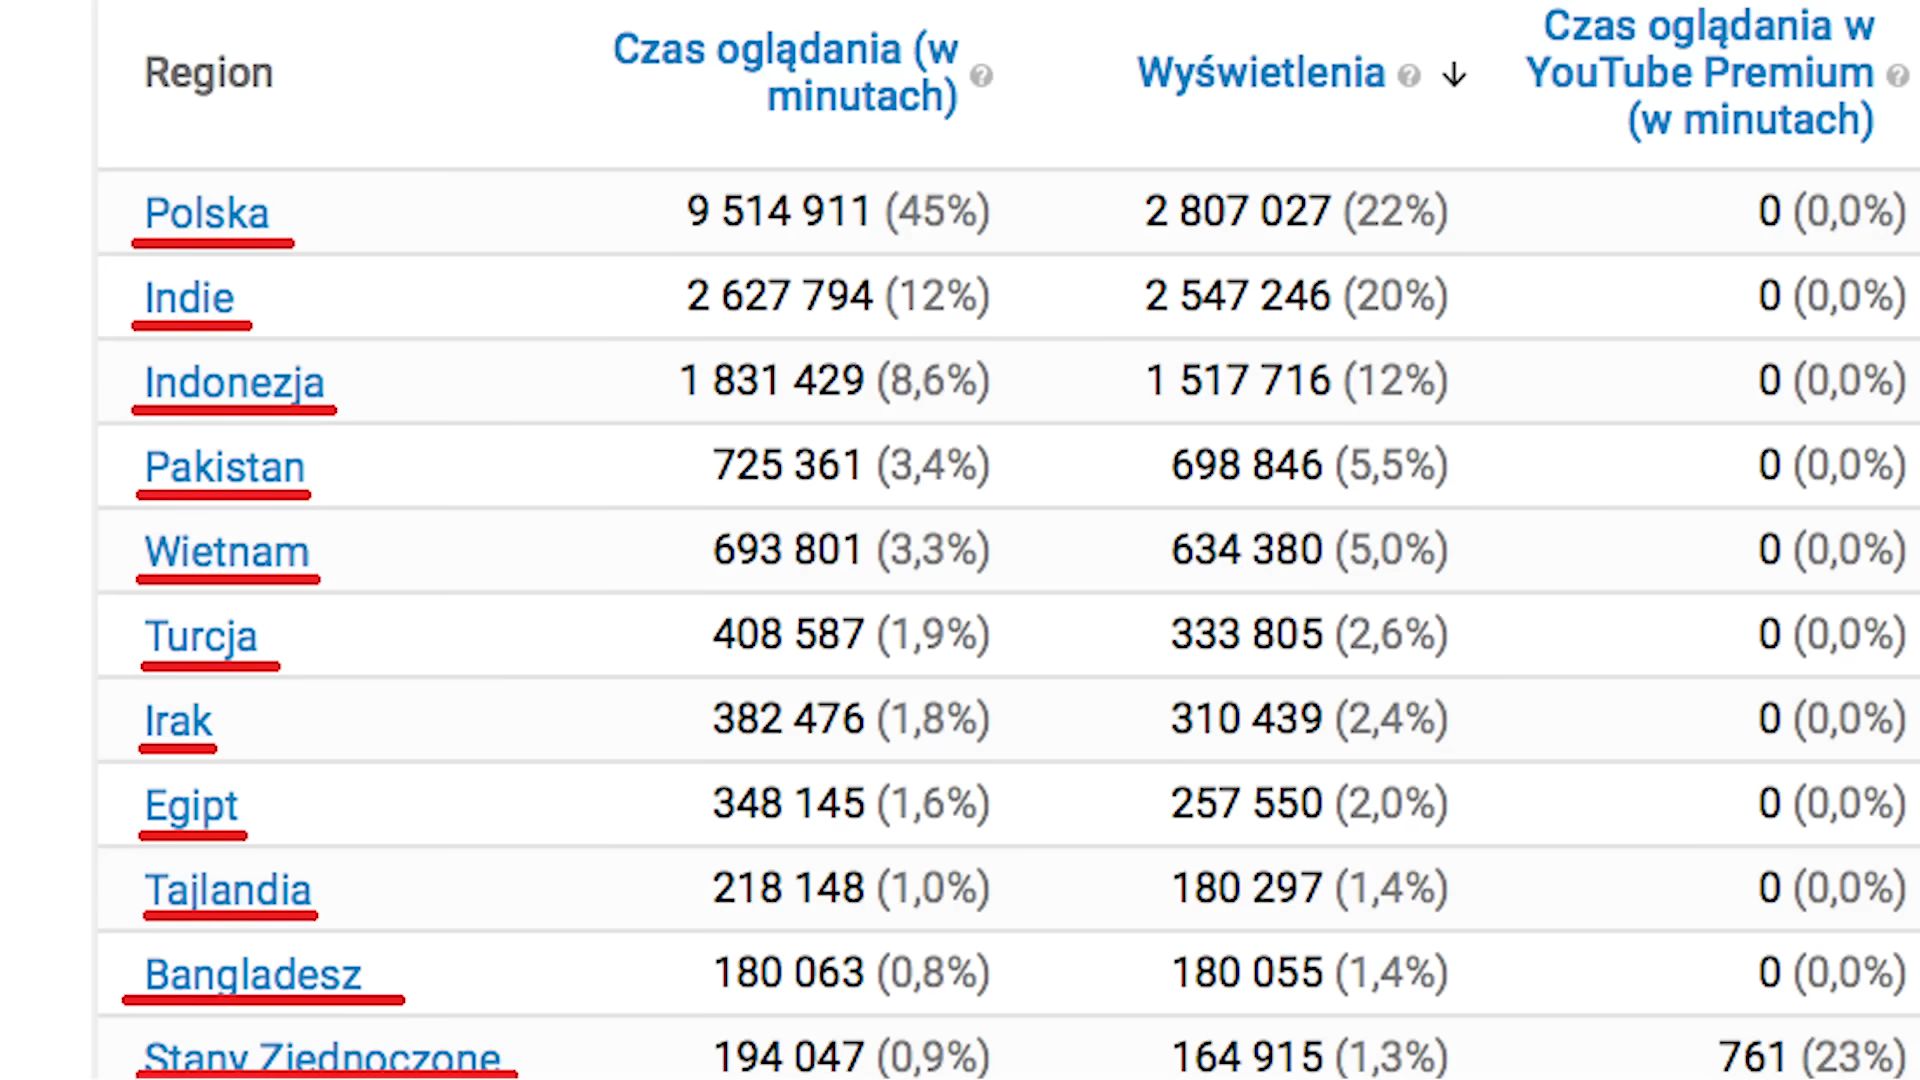 Region Czas oglądania (w minutach) ? Wyświetlenia ? ↓ Czas oglądania w YouTube Premium (w minutach) ?
Polska 9 514 911 (45%) 2 807 027 (22%) 0 (0,0%)
Indie 2 627 794 (12%) 2 547 246 (20%) 0 (0,0%)
Indonezja 1 831 429 (8,6%) 1 517 716 (12%) 0 (0,0%)
Pakistan 725 361 (3,4%) 698 846 (5,5%) 0 (0,0%)
Wietnam 693 801 (3,3%) 634 380 (5,0%) 0 (0,0%)
Turcja 408 587 (1,9%) 333 805 (2,6%) 0 (0,0%)
Irak 382 476 (1,8%) 310 439 (2,4%) 0 (0,0%)
Egipt 348 145 (1,6%) 257 550 (2,0%) 0 (0,0%)
Tajlandia 218 148 (1,0%) 180 297 (1,4%) 0 (0,0%)
Bangladesz 180 063 (0,8%) 180 055 (1,4%) 0 (0,0%)
Stany Zjednoczone 194 047 (0,9%) 164 915 (1,3%) 761 (23%)